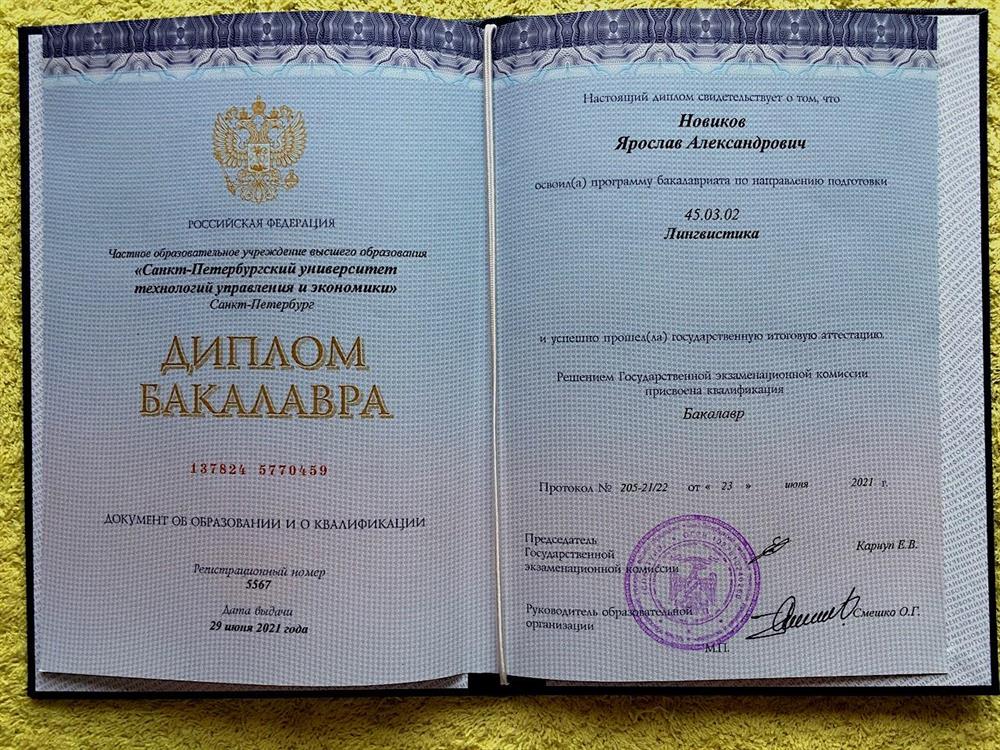 РОССИЙСКАЯ ФЕДЕРАЦИЯ
Частное образовательное учреждение высшего образования
«Санкт-Петербургский университет
технологий управления и экономики»
Санкт-Петербург
ДИПЛОМ
БАКАЛАВРА
137824 5770459
ДОКУМЕНТ ОБ ОБРАЗОВАНИИ И О КВАЛИФИКАЦИИ
Регистрационный номер
5567
Дата выдачи
29 июня 2021 года
Настоящий диплом свидетельствует о том, что
Новиков
Ярослав Александрович
освоил(а) программу бакалавриата по направлению подготовки
45.03.02
Лингвистика
и успешно прошел(ла) государственную итоговую аттестацию.
Решением Государственной экзаменационной комиссии
присвоена квалификация
Бакалавр
Протокол № 205-21/22 от « 23 » июня 2021 г.
Председатель
Государственной
экзаменационной комиссии
Карнуп Е.В.
Руководитель образовательной
организации
Смешко О.Г.
М.П.